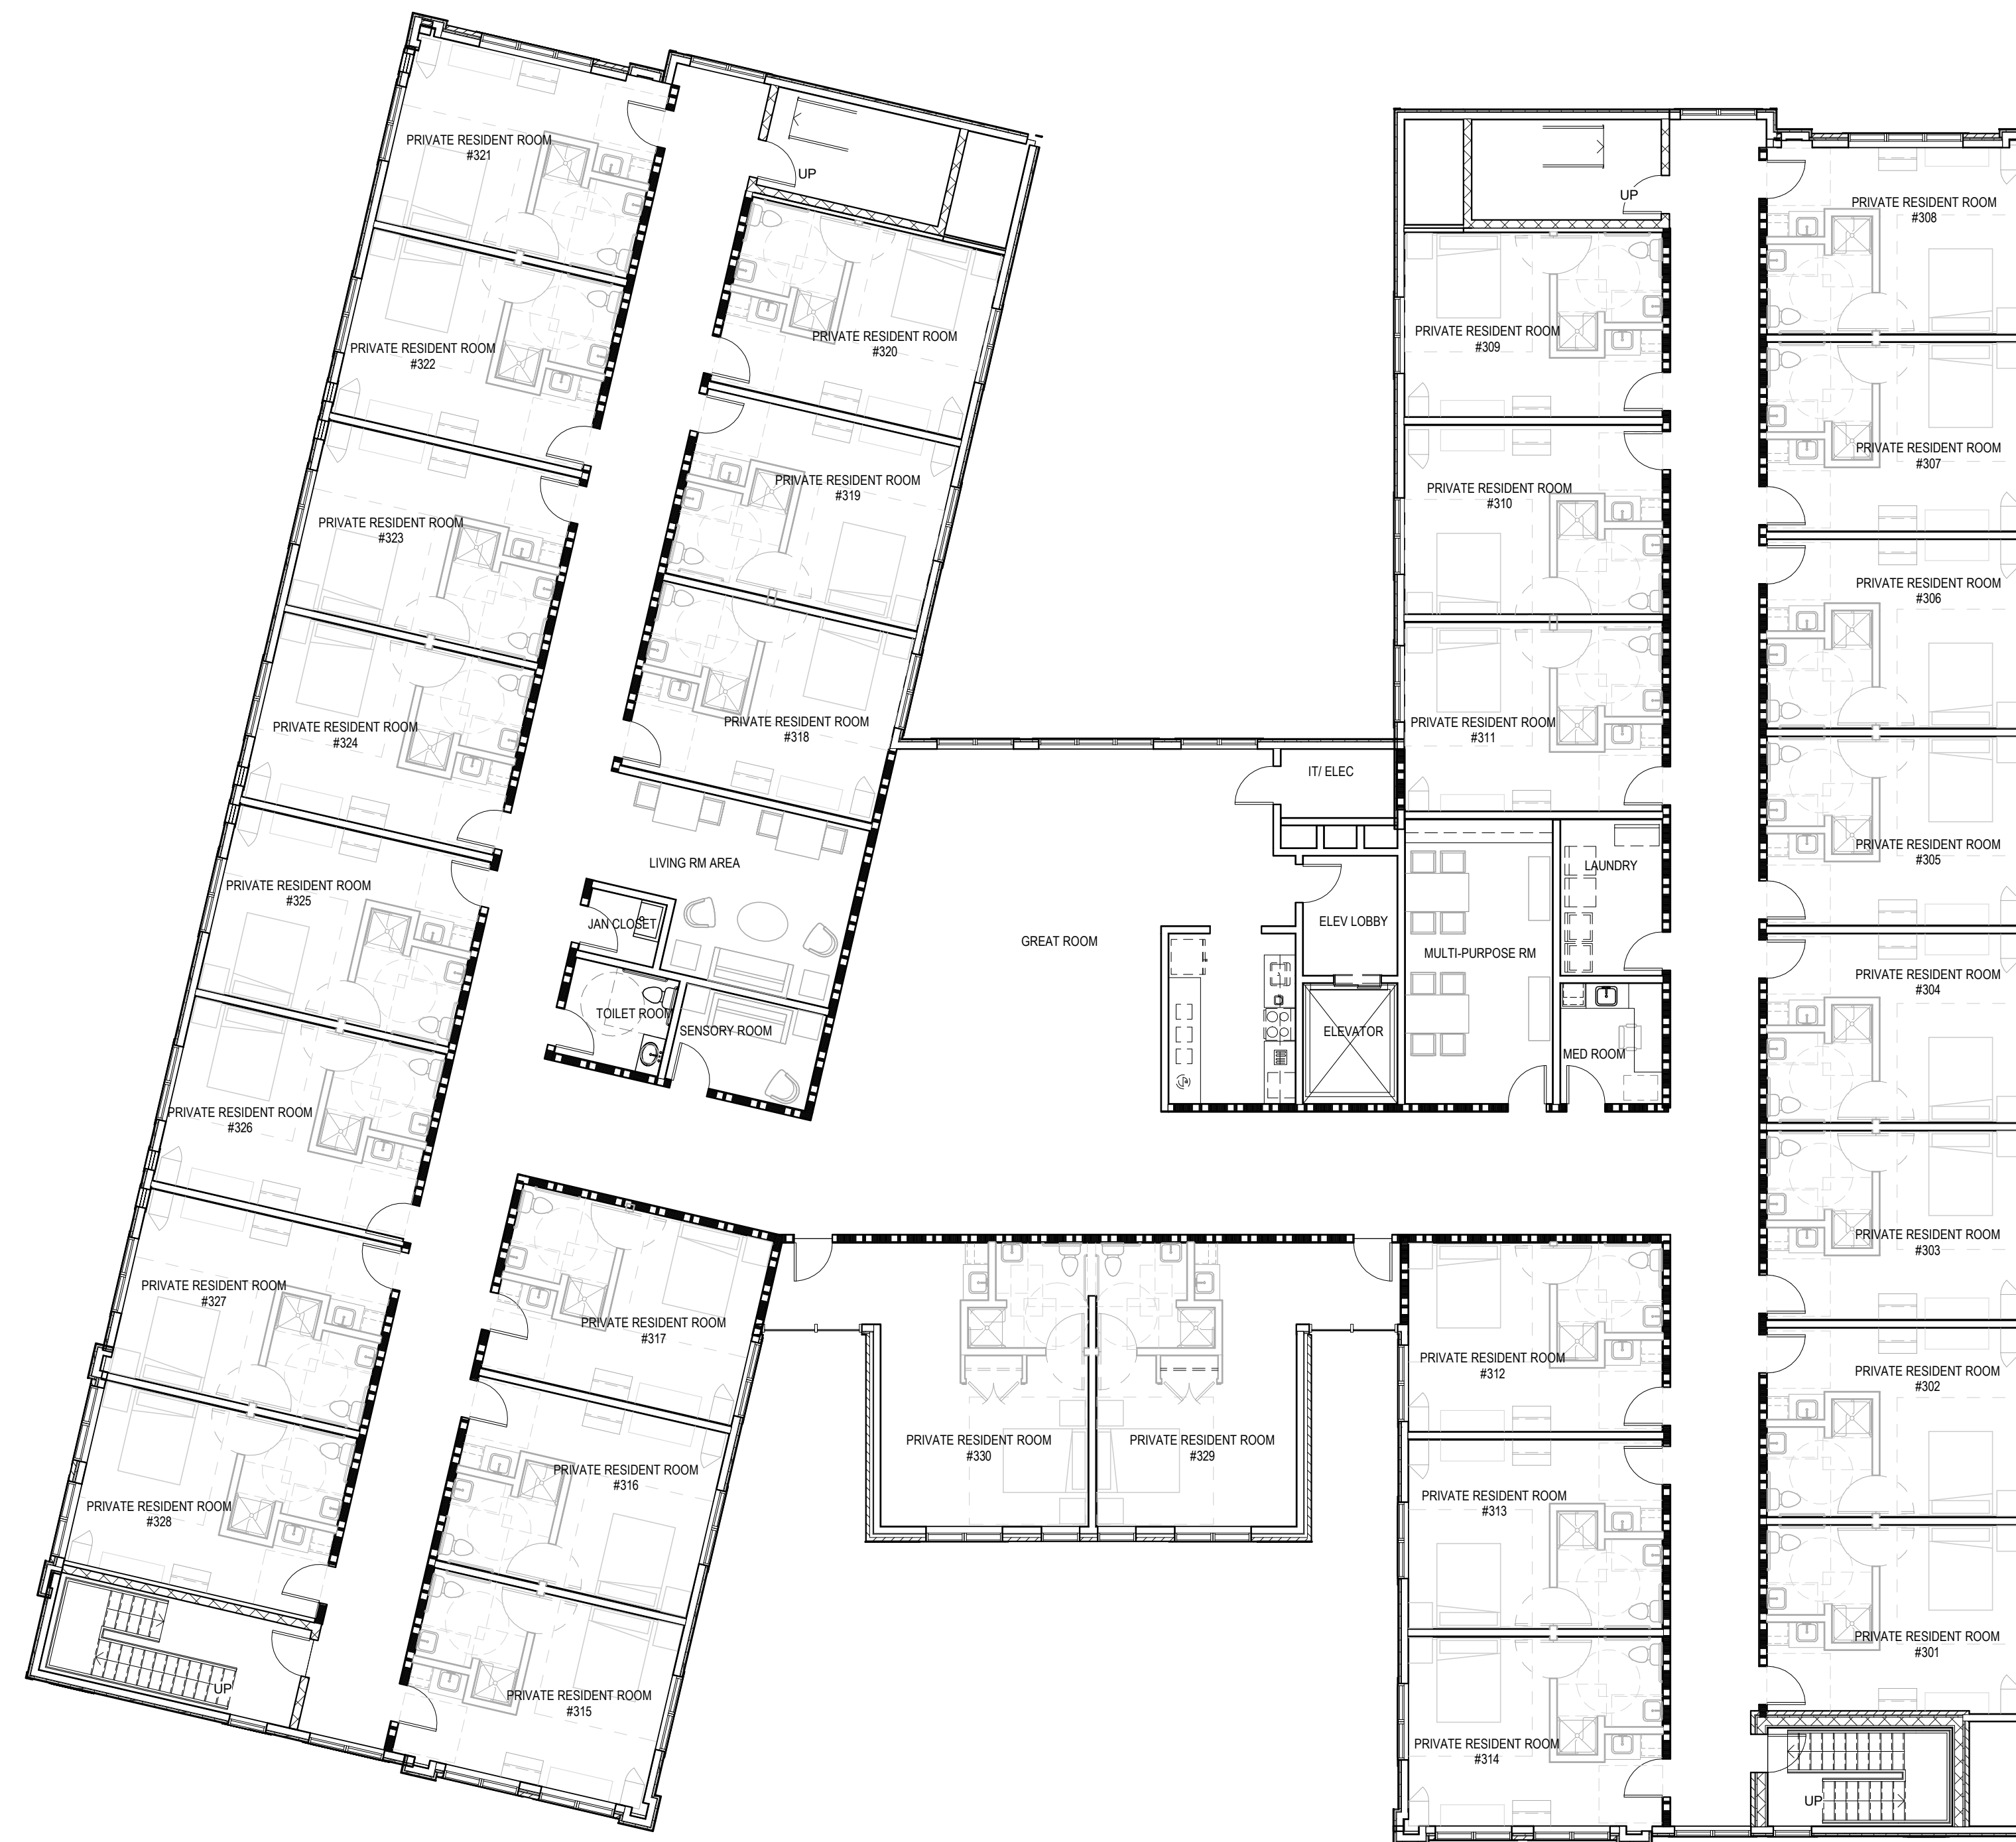 PRIVATE RESIDENT ROOM
#321
UP
PRIVATE RESIDENT ROOM
#322
PRIVATE RESIDENT ROOM
#320
PRIVATE RESIDENT ROOM
#323
PRIVATE RESIDENT ROOM
#319
PRIVATE RESIDENT ROOM
#324
PRIVATE RESIDENT ROOM
#318
PRIVATE RESIDENT ROOM
#325
LIVING RM AREA
JAN CLOSET
S
TOILET ROOM
SENSORY ROOM
PRIVATE RESIDENT ROOM
#326
PRIVATE RESIDENT ROOM
#327
PRIVATE RESIDENT ROOM
#317
PRIVATE RESIDENT ROOM
#316
PRIVATE RESIDENT ROOM
#328
UP
PRIVATE RESIDENT ROOM
#315
GREAT ROOM
IT/ ELEC
ELEV LOBBY
ELEVATOR
MULTI-PURPOSE RM
LAUNDRY
MED ROOM
PRIVATE RESIDENT ROOM
#330
PRIVATE RESIDENT ROOM
#329
UP
PRIVATE RESIDENT ROOM
#309
PRIVATE RESIDENT ROOM
#310
PRIVATE RESIDENT ROOM
#311
PRIVATE RESIDENT ROOM
#312
PRIVATE RESIDENT ROOM
#313
PRIVATE RESIDENT ROOM
#314
PRIVATE RESIDENT ROOM
#308
PRIVATE RESIDENT ROOM
#307
PRIVATE RESIDENT ROOM
#306
PRIVATE RESIDENT ROOM
#305
PRIVATE RESIDENT ROOM
#304
PRIVATE RESIDENT ROOM
#303
PRIVATE RESIDENT ROOM
#302
PRIVATE RESIDENT ROOM
#301
UP